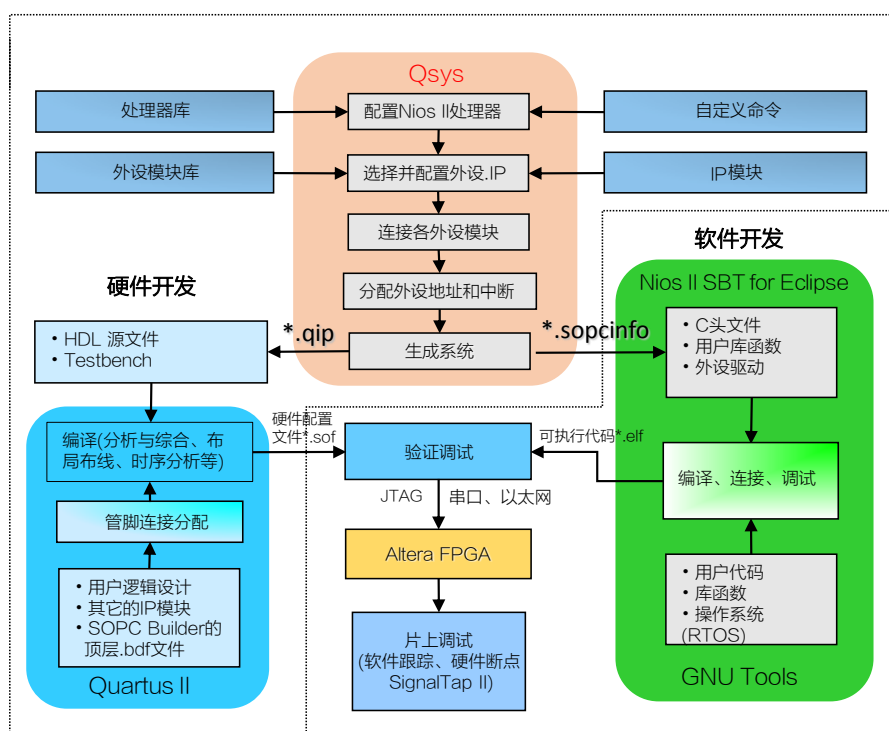 Qsys
处理器库
配置Nios II处理器
自定义命令
外设模块库
选择并配置外设.IP
IP模块
连接各外设模块
分配外设地址和中断
生成系统
硬件开发
*.qip
• HDL 源文件
• Testbench
硬件配置
文件*.sof
编译(分析与综合、布
局布线、时序分析等)
管脚连接分配
• 用户逻辑设计
• 其它的IP模块
• SOPC Builder的
顶层.bdf文件
Quartus II
验证调试
JTAG
串口、以太网
Altera FPGA
片上调试
(软件跟踪、硬件断点
SignalTap II)
软件开发
Nios II SBT for Eclipse
*.sopcinfo
• C头文件
• 用户库函数
• 外设驱动
可执行代码*.elf
编译、连接、调试
• 用户代码
• 库函数
• 操作系统
(RTOS)
GNU Tools